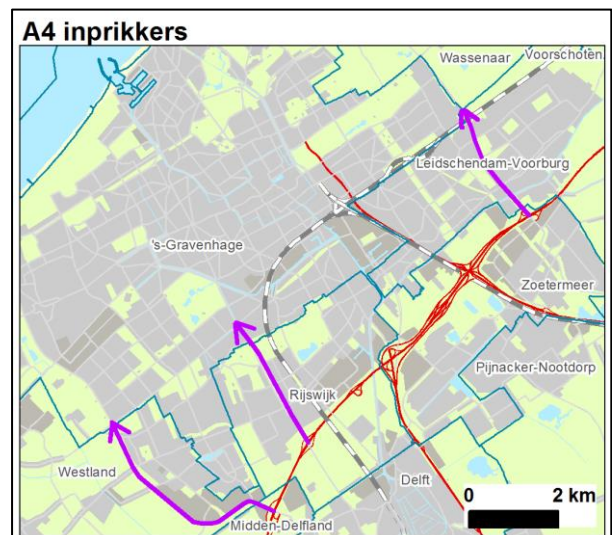 A4 inprikkers
Wassenaar
Voorschoten
Leidschendam-Voorburg
's-Gravenhage
Zoetermeer
Pijnacker-Nootdorp
Rijswijk
Westland
Delft
Midden-Delfland
0 2 km